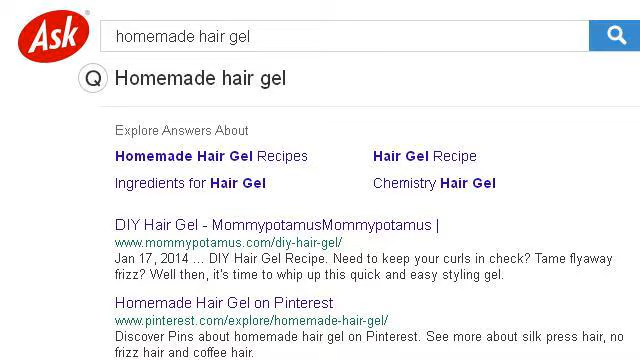 Ask
homemade hair gel
Q Homemade hair gel
Explore Answers About
Homemade Hair Gel Recipes
Hair Gel Recipe
Ingredients for Hair Gel
Chemistry Hair Gel
DIY Hair Gel - MommypotamusMommypotamus |
www.mommypotamus.com/diy-hair-gel/
Jan 17, 2014 ... DIY Hair Gel Recipe. Need to keep your curls in check? Tame flyaway
frizz? Well then, it's time to whip up this quick and easy styling gel.
Homemade Hair Gel on Pinterest
www.pinterest.com/explore/homemade-hair-gel/
Discover Pins about homemade hair gel on Pinterest. See more about silk press hair, no
frizz hair and coffee hair.